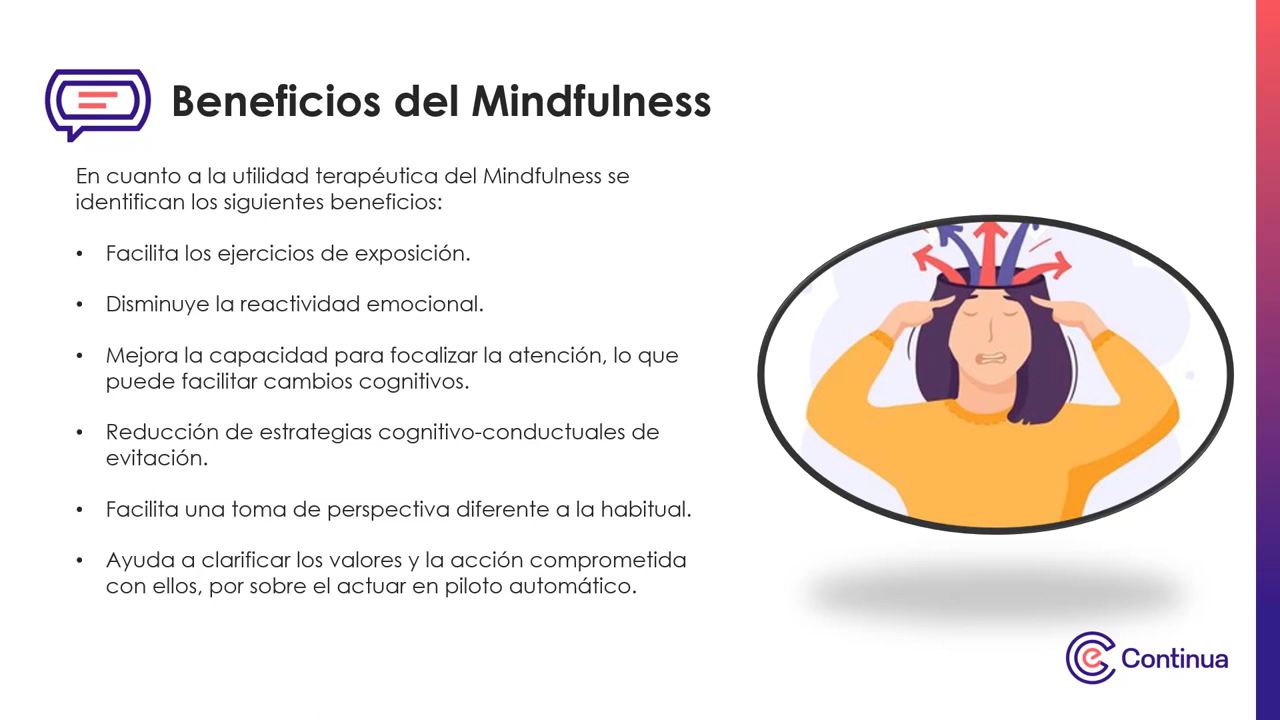 Beneficios del Mindfulness
En cuanto a la utilidad terapéutica del Mindfulness se
identifican los siguientes beneficios:
• Facilita los ejercicios de exposición.
• Disminuye la reactividad emocional.
• Mejora la capacidad para focalizar la atención, lo que
puede facilitar cambios cognitivos.
• Reducción de estrategias cognitivo-conductuales de
evitación.
• Facilita una toma de perspectiva diferente a la habitual.
• Ayuda a clarificar los valores y la acción comprometida
con ellos, por sobre el actuar en piloto automático.
e Continua